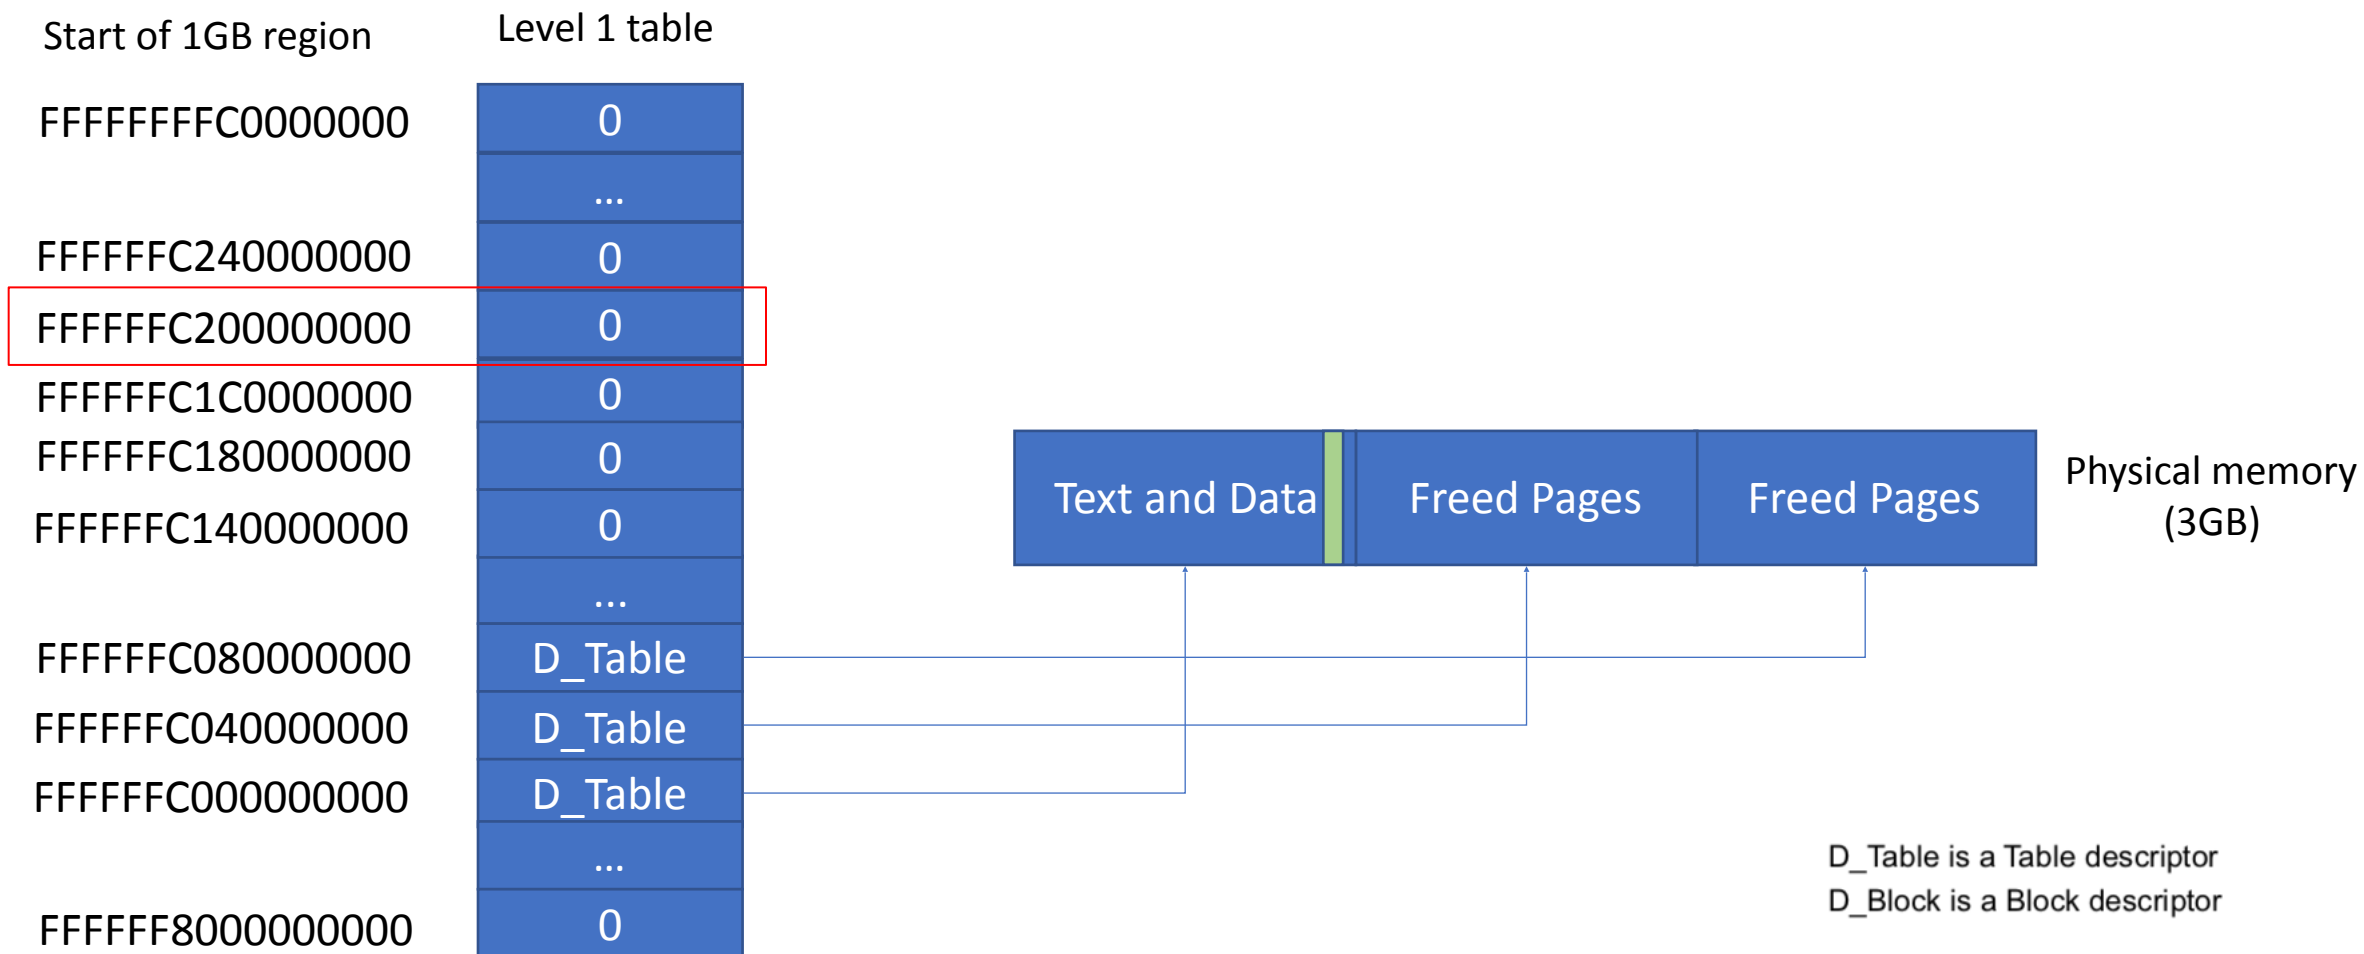 Start of 1GB region
Level 1 table
FFFFFFFFC0000000
0
...
FFFFFFC240000000
0
FFFFFFC200000000
0
FFFFFFC1C0000000
0
FFFFFFC180000000
0
FFFFFFC140000000
0
...
FFFFFFC080000000
D_Table
FFFFFFC040000000
D_Table
FFFFFFC000000000
D_Table
...
FFFFFF8000000000
0
Text and Data
Freed Pages
Freed Pages
Physical memory
(3GB)
D_Table is a Table descriptor
D_Block is a Block descriptor